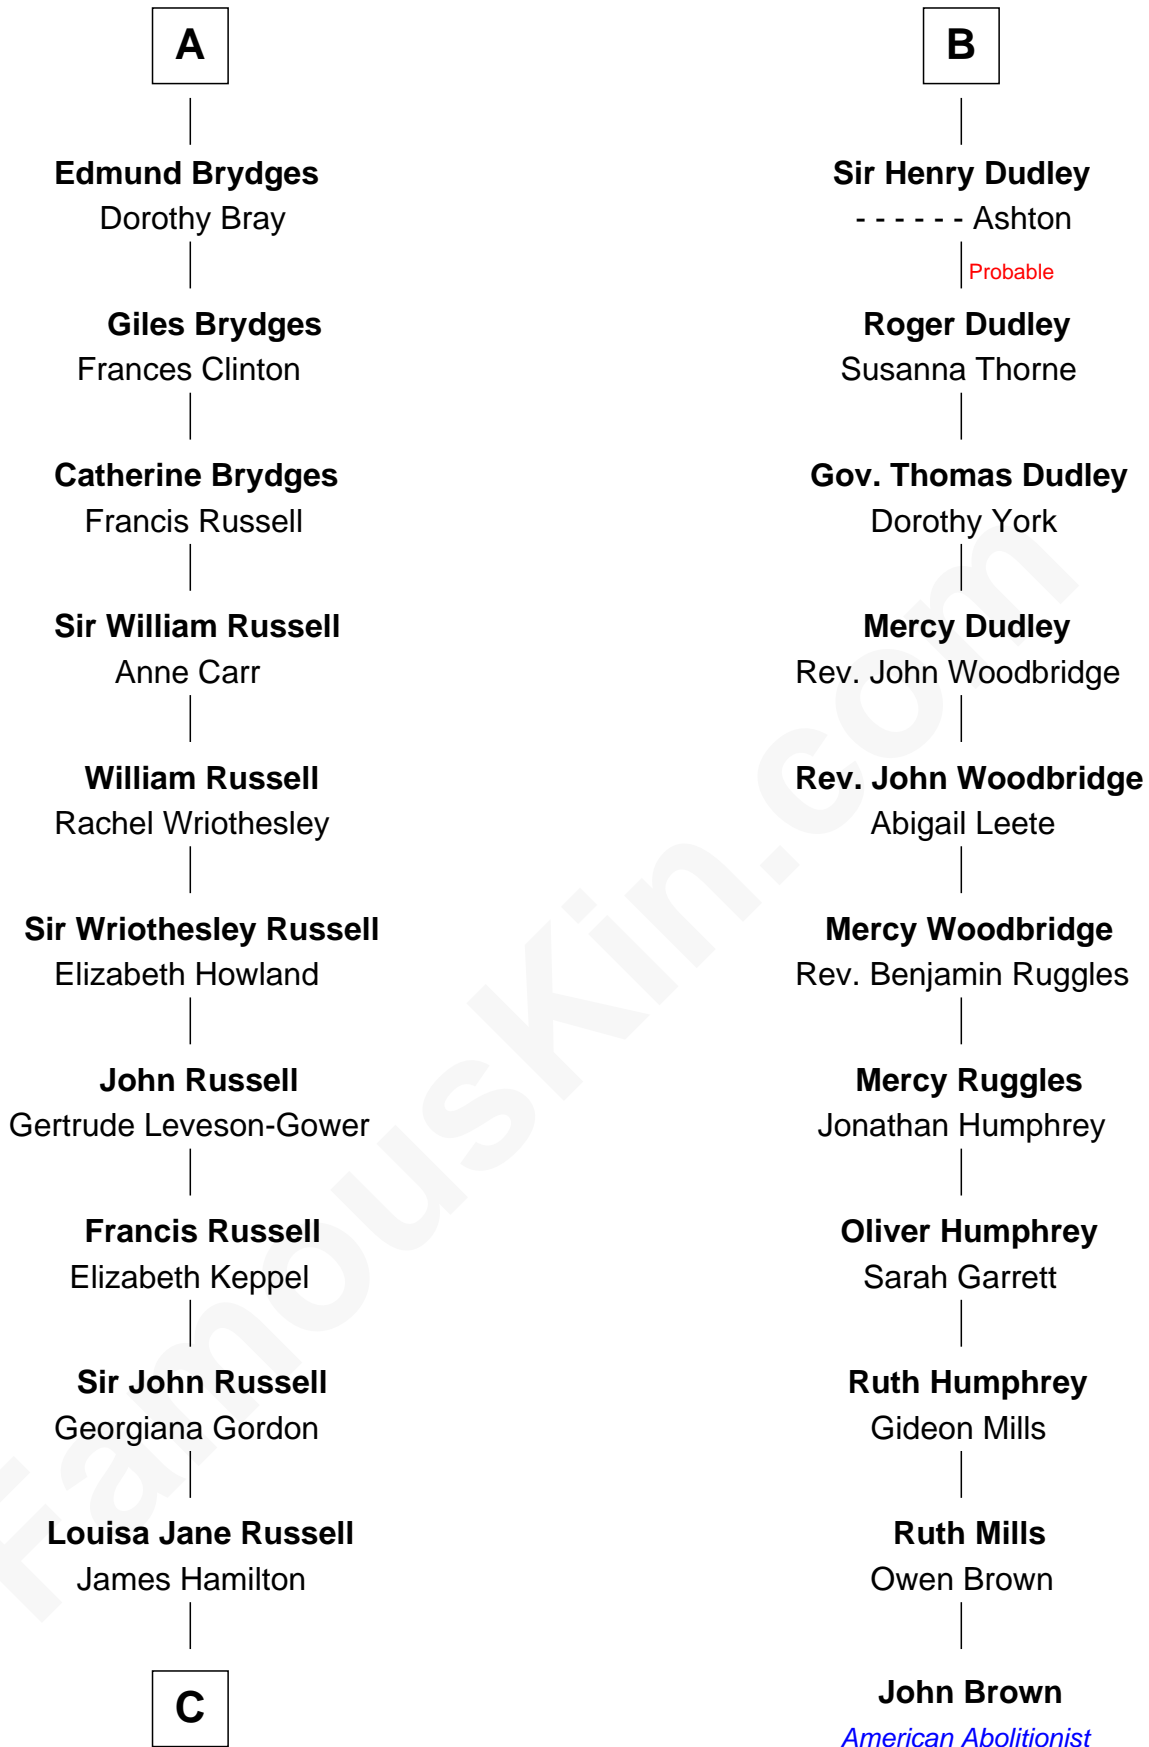 A
Edmund Brydges
Dorothy Bray
Giles Brydges
Frances Clinton
Catherine Brydges
Francis Russell
Sir William Russell
Anne Carr
William Russell
Rachel Wriothesley
Sir Wriothesley Russell
Elizabeth Howland
John Russell
Gertrude Leveson-Gower
Francis Russell
Elizabeth Keppel
Sir John Russell
Georgiana Gordon
Louisa Jane Russell
James Hamilton
C
B
Sir Henry Dudley
- - - - - - Ashton
Probable
Roger Dudley
Susanna Thorne
Gov. Thomas Dudley
Dorothy York
Mercy Dudley
Rev. John Woodbridge
Rev. John Woodbridge
Abigail Leete
Mercy Woodbridge
Rev. Benjamin Ruggles
Mercy Ruggles
Jonathan Humphrey
Oliver Humphrey
Sarah Garrett
Ruth Humphrey
Gideon Mills
Ruth Mills
Owen Brown
John Brown
American Abolitionist
FamousKin.com